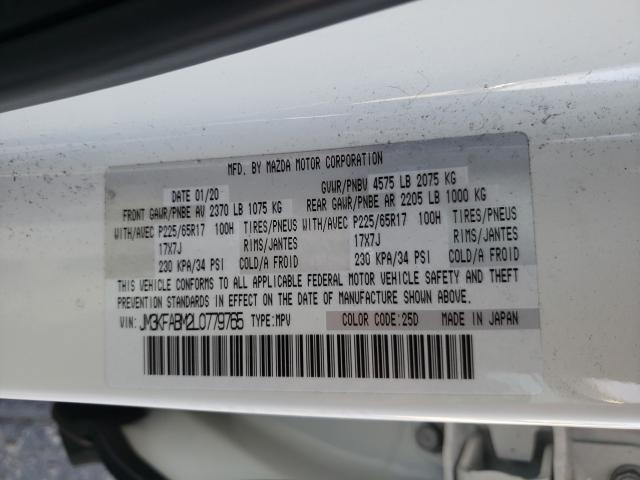 MFD. BY MAZDA MOTOR CORPORATION
DATE 01/20 GVWR/PNBV 4575 LB 2075 KG
FRONT GAWR/PNBE AV 2370 LB 1075 KG REAR GAWR/PNBE AR 2205 LB 1000 KG
WITH/AVEC P225/65R17 100H TIRES/PNEUS WITH/AVEC P225/65R17 100H TIRES/PNEUS
17X7J RIMS/JANTES 17X7J RIMS/JANTES
230 KPA/34 PSI COLD/A FROID 230 KPA/34 PSI COLD/A FROID
THIS VEHICLE CONFORMS TO ALL APPLICABLE FEDERAL MOTOR VEHICLE SAFETY AND THEFT
PREVENTION STANDARDS IN EFFECT ON THE DATE OF MANUFACTURE SHOWN ABOVE.
VIN: JM3KFABM2L0779765 TYPE:MPV COLOR CODE:25D MADE IN JAPAN